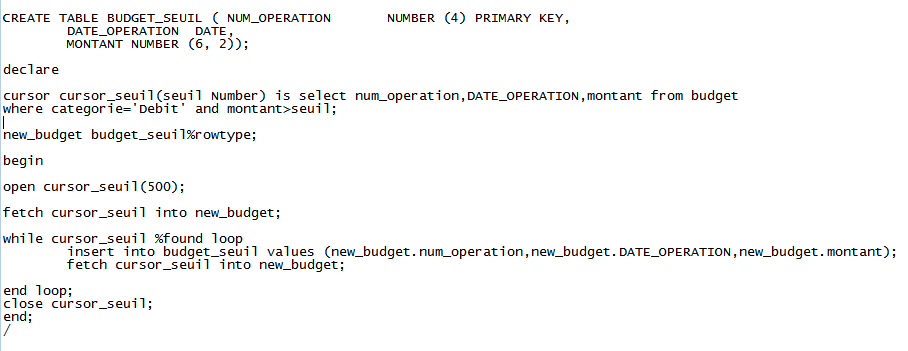 CREATE TABLE BUDGET_SEUIL ( NUM_OPERATION       NUMBER (4) PRIMARY KEY,
        DATE_OPERATION  DATE,
        MONTANT NUMBER (6, 2));
declare
cursor cursor_seuil(seuil Number) is select num_operation,DATE_OPERATION,montant from budget
where categorie='Debit' and montant>seuil;
new_budget budget_seuil%rowtype;
begin
open cursor_seuil(500);
fetch cursor_seuil into new_budget;
while cursor_seuil %found loop
        insert into budget_seuil values (new_budget.num_operation,new_budget.DATE_OPERATION,new_budget.montant);
        fetch cursor_seuil into new_budget;
end loop;
close cursor_seuil;
end;
/